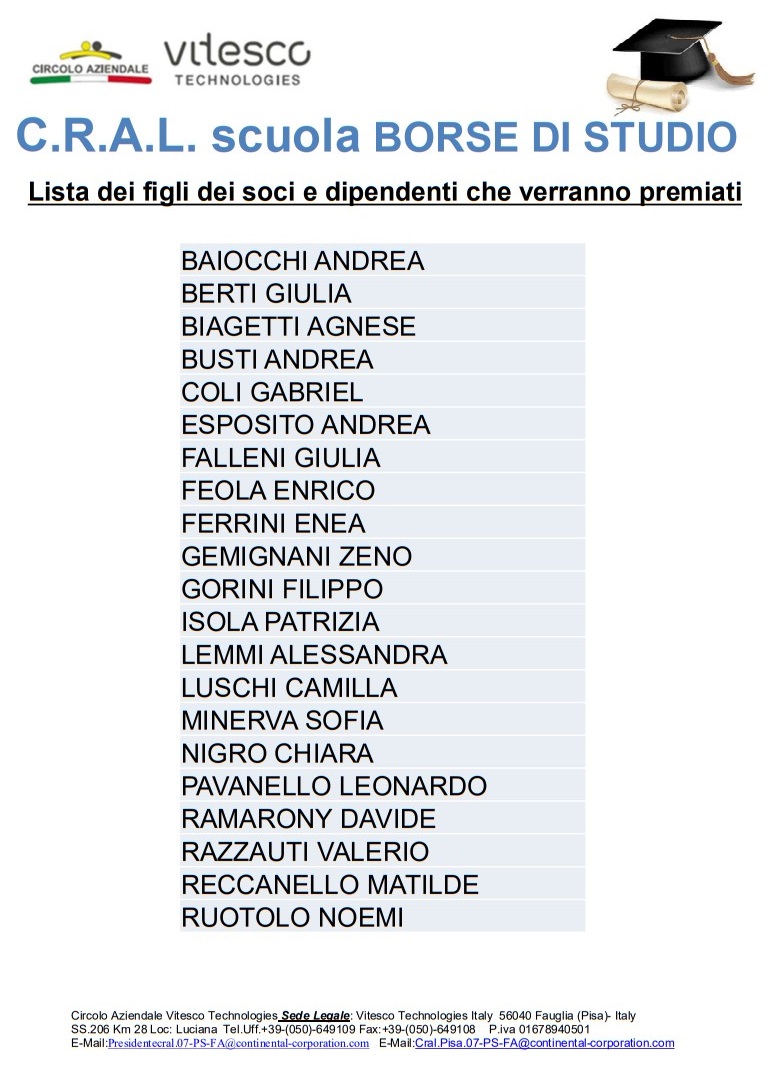 CIRCOLO AZIENDALE
vitesco
TECHNOLOGIES
C.R.A.L. scuola BORSE DI STUDIO
Lista dei figli dei soci e dipendenti che verranno premiati
BAIOCCHI ANDREA
BERTI GIULIA
BIAGETTI AGNESE
BUSTI ANDREA
COLI GABRIEL
ESPOSITO ANDREA
FALLENI GIULIA
FEOLA ENRICO
FERRINI ENEA
GEMIGNANI ZENO
GORINI FILIPPO
ISOLA PATRIZIA
LEMMI ALESSANDRA
LUSCHI CAMILLA
MINERVA SOFIA
NIGRO CHIARA
PAVANELLO LEONARDO
RAMARONY DAVIDE
RAZZAUTI VALERIO
RECCANELLO MATILDE
RUOTOLO NOEMI
Circolo Aziendale Vitesco Technologies Sede Legale: Vitesco Technologies Italy 56040 Fauglia (Pisa)- Italy
SS.206 Km 28 Loc: Luciana Tel.Uff.+39-(050)-649109 Fax:+39-(050)-649108 P.iva 01678940501
E-Mail:Presidentecral.07-PS-FA@continental-corporation.com E-Mail:Cral.Pisa.07-PS-FA@continental-corporation.com